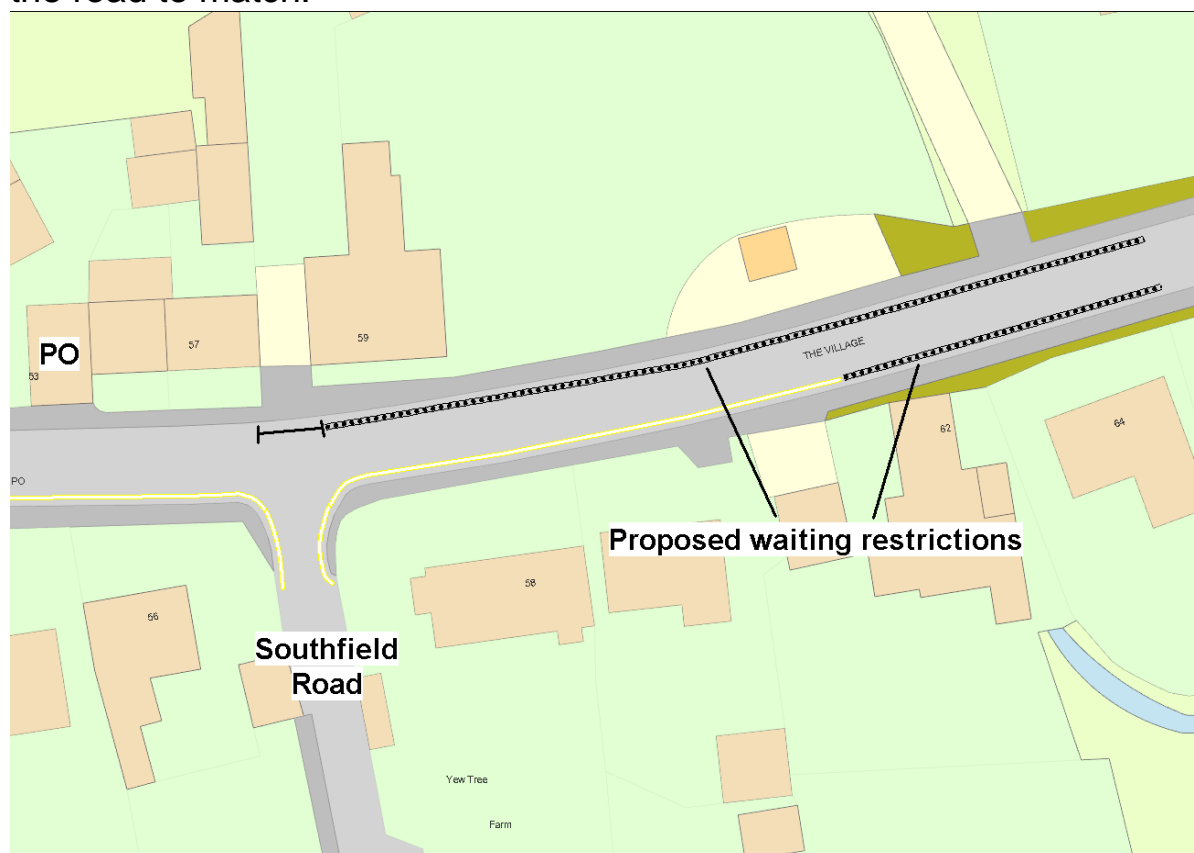 the road to match.
PO
53
57
59
THE VILLAGE
62
64
PO
Proposed waiting restrictions
58
56
Southfield
Road
Yew Tree
Farm